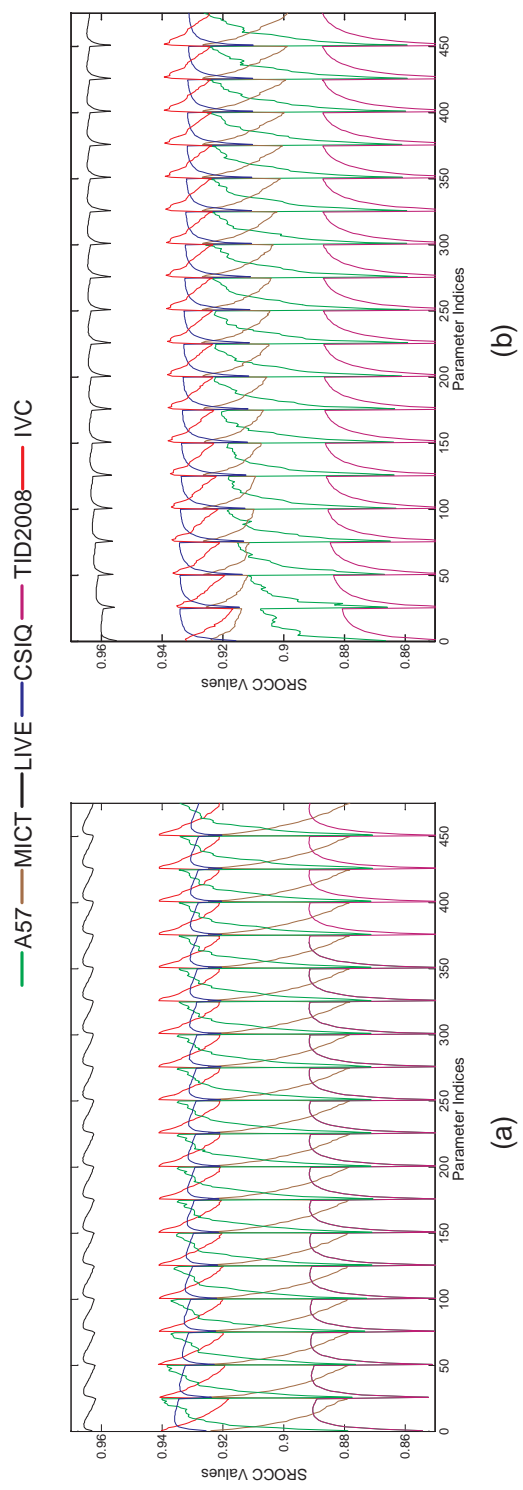 A57 MICT LIVE CSIQ TID2008 IVC
SROCC Values
0.96
0.94
0.92
0.9
0.88
0.86
0 50 100 150 200 250 300 350 400 450
Parameter Indices
(a)
SROCC Values
0.96
0.94
0.92
0.9
0.88
0.86
0 50 100 150 200 250 300 350 400 450
Parameter Indices
(b)